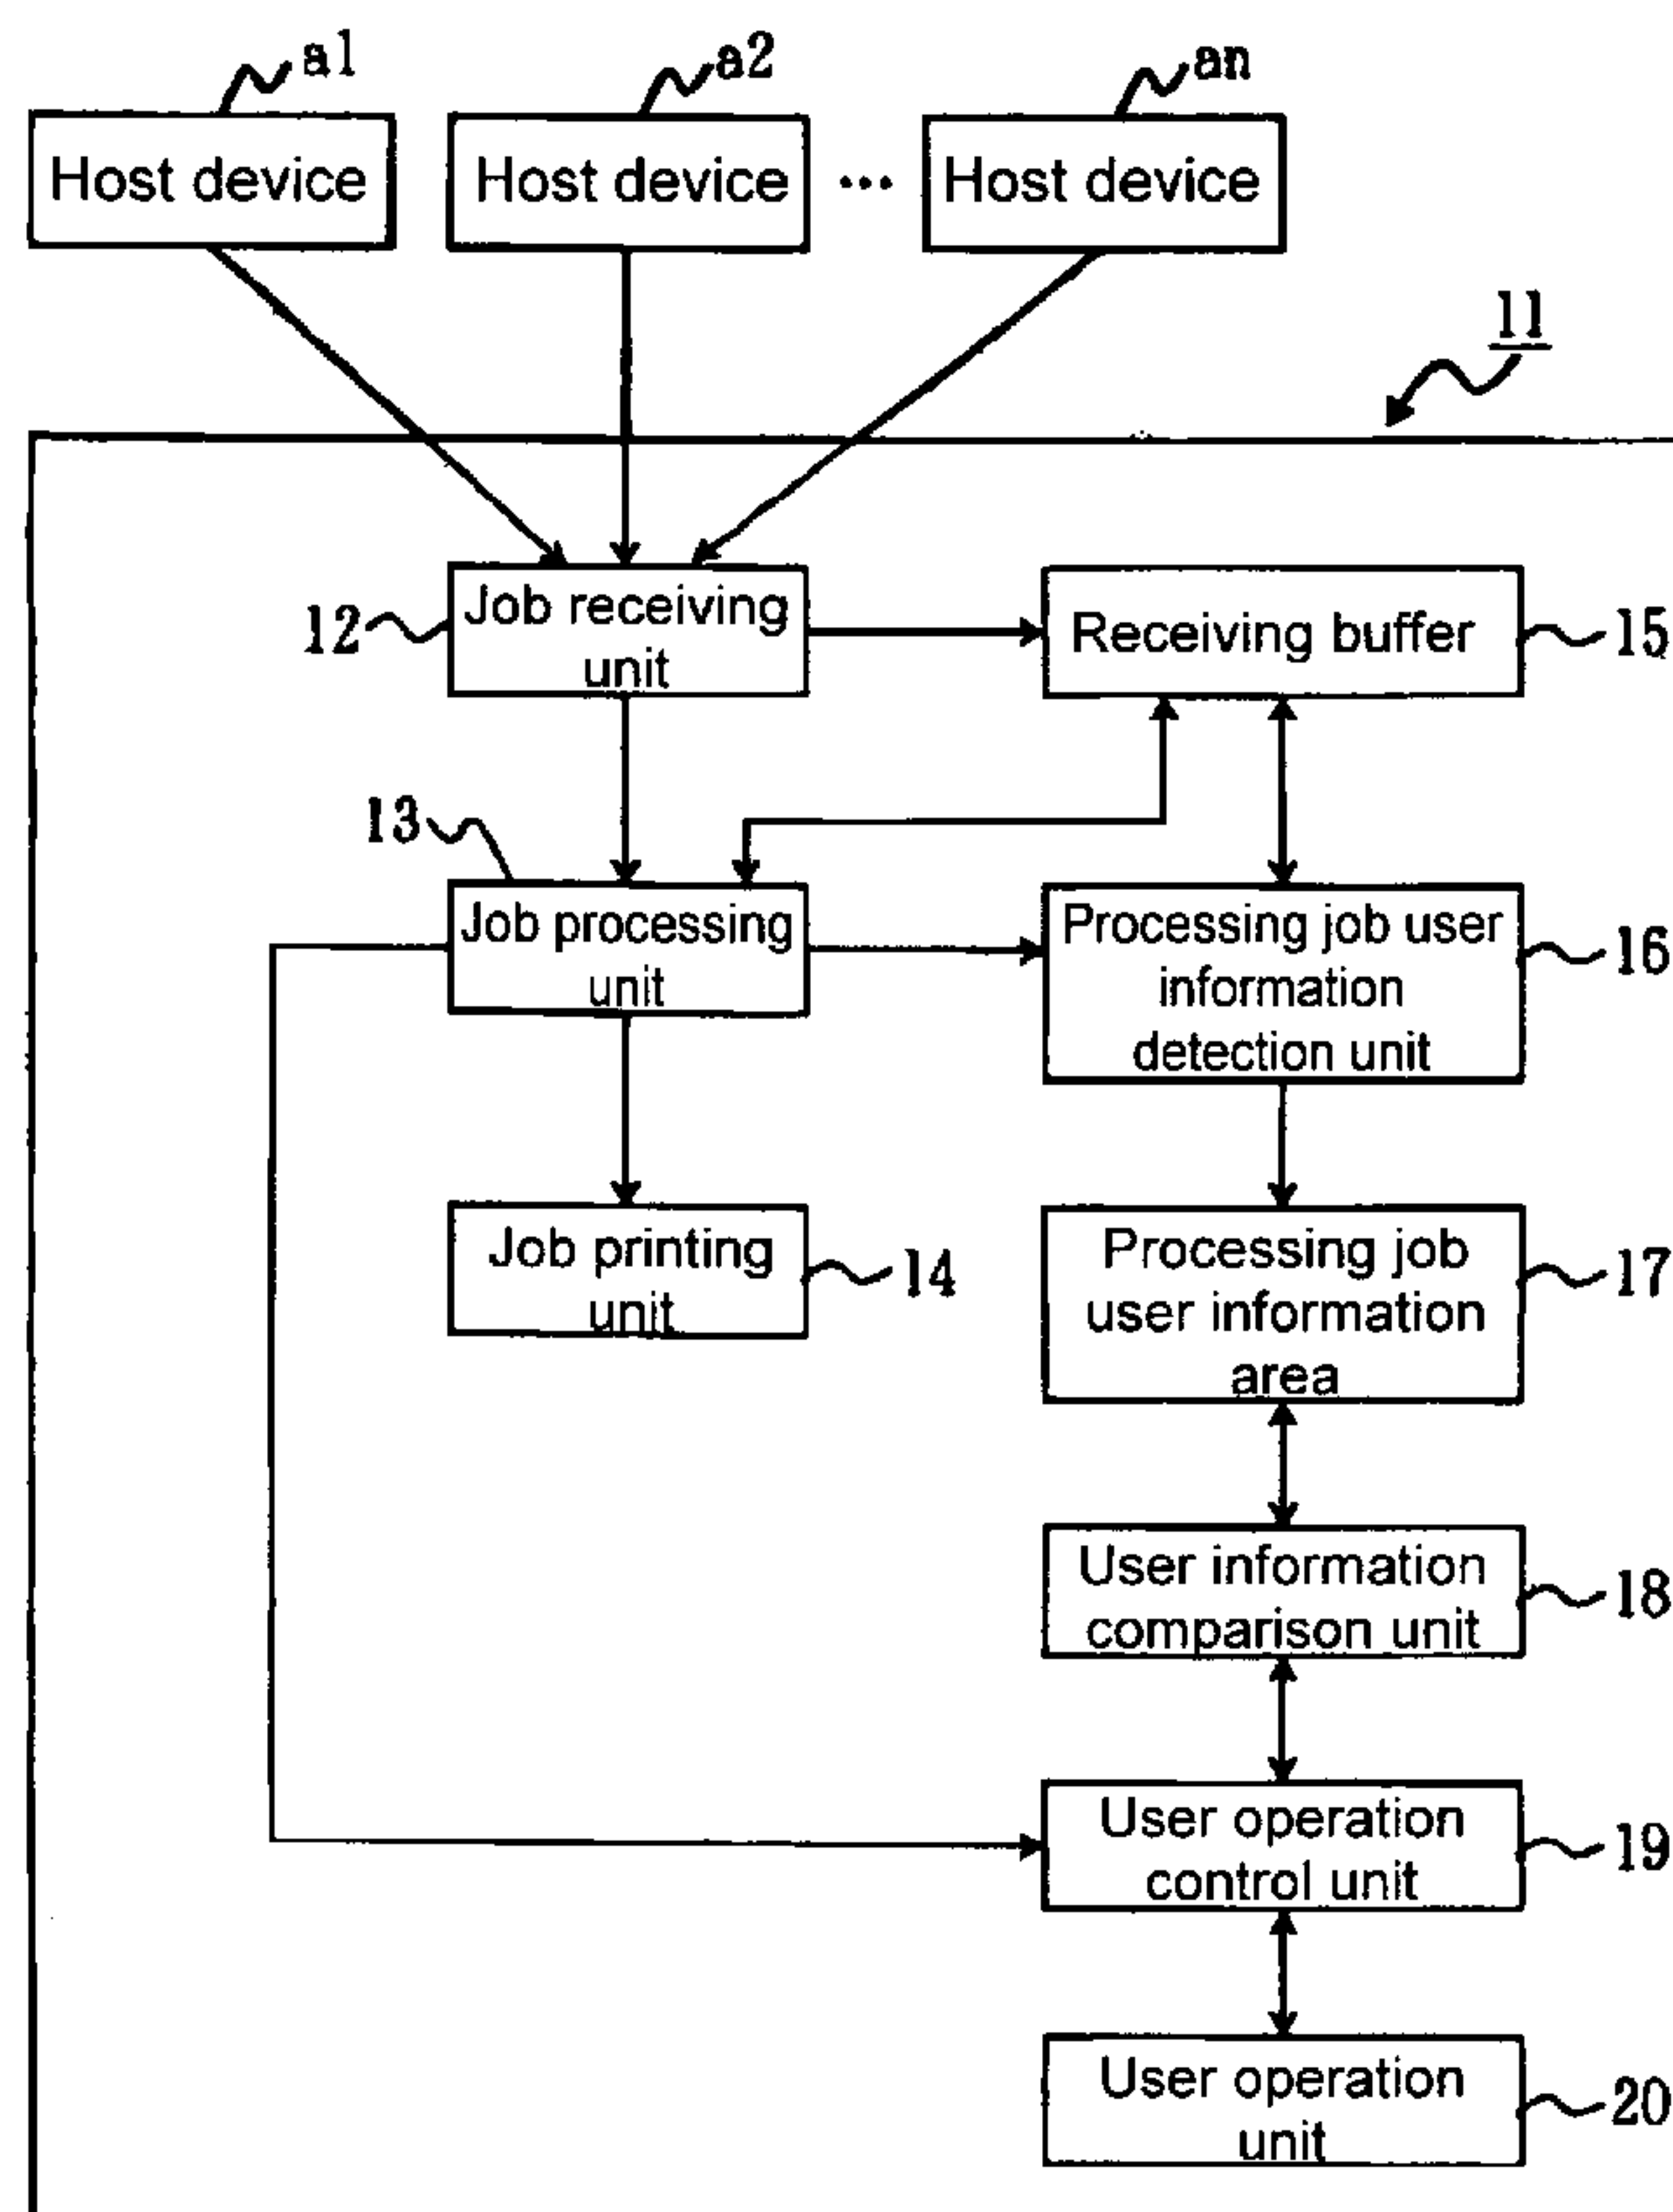 a1
a2
an
Host device
Host device
...
Host device
11
12
Job receiving
unit
Receiving buffer
15
13
Job processing
unit
Processing job user
information
detection unit
16
Job printing
unit
14
Processing job
user information
area
17
User information
comparison unit
18
User operation
control unit
19
User operation
unit
20